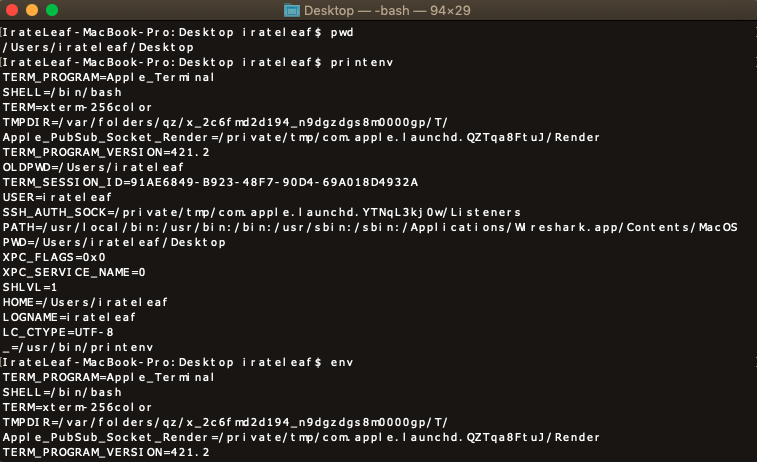 Desktop — -bash — 94×29
[IrateLeaf-MacBook-Pro:Desktop irateleaf$ pwd
/Users/irateleaf/Desktop
[IrateLeaf-MacBook-Pro:Desktop irateleaf$ printenv
TERM_PROGRAM=Apple_Terminal
SHELL=/bin/bash
TERM=xterm-256color
TMPDIR=/var/folders/qz/x_2c6fmd2d194_n9dgzdgs8m0000gp/T/
Apple_PubSub_Socket_Render=/private/tmp/com.apple.launchd.QZTqa8FtuJ/Render
TERM_PROGRAM_VERSION=421.2
OLDPWD=/Users/irateleaf
TERM_SESSION_ID=91AE6849-B923-48F7-90D4-69A018D4932A
USER=irateleaf
SSH_AUTH_SOCK=/private/tmp/com.apple.launchd.YTNqL3kj0w/Listeners
PATH=/usr/local/bin:/usr/bin:/bin:/usr/sbin:/sbin:/Applications/Wireshark.app/Contents/MacOS
PWD=/Users/irateleaf/Desktop
XPC_FLAGS=0x0
XPC_SERVICE_NAME=0
SHLVL=1
HOME=/Users/irateleaf
LOGNAME=irateleaf
LC_CTYPE=UTF-8
_=/usr/bin/printenv
[IrateLeaf-MacBook-Pro:Desktop irateleaf$ env
TERM_PROGRAM=Apple_Terminal
SHELL=/bin/bash
TERM=xterm-256color
TMPDIR=/var/folders/qz/x_2c6fmd2d194_n9dgzdgs8m0000gp/T/
Apple_PubSub_Socket_Render=/private/tmp/com.apple.launchd.QZTqa8FtuJ/Render
TERM_PROGRAM_VERSION=421.2